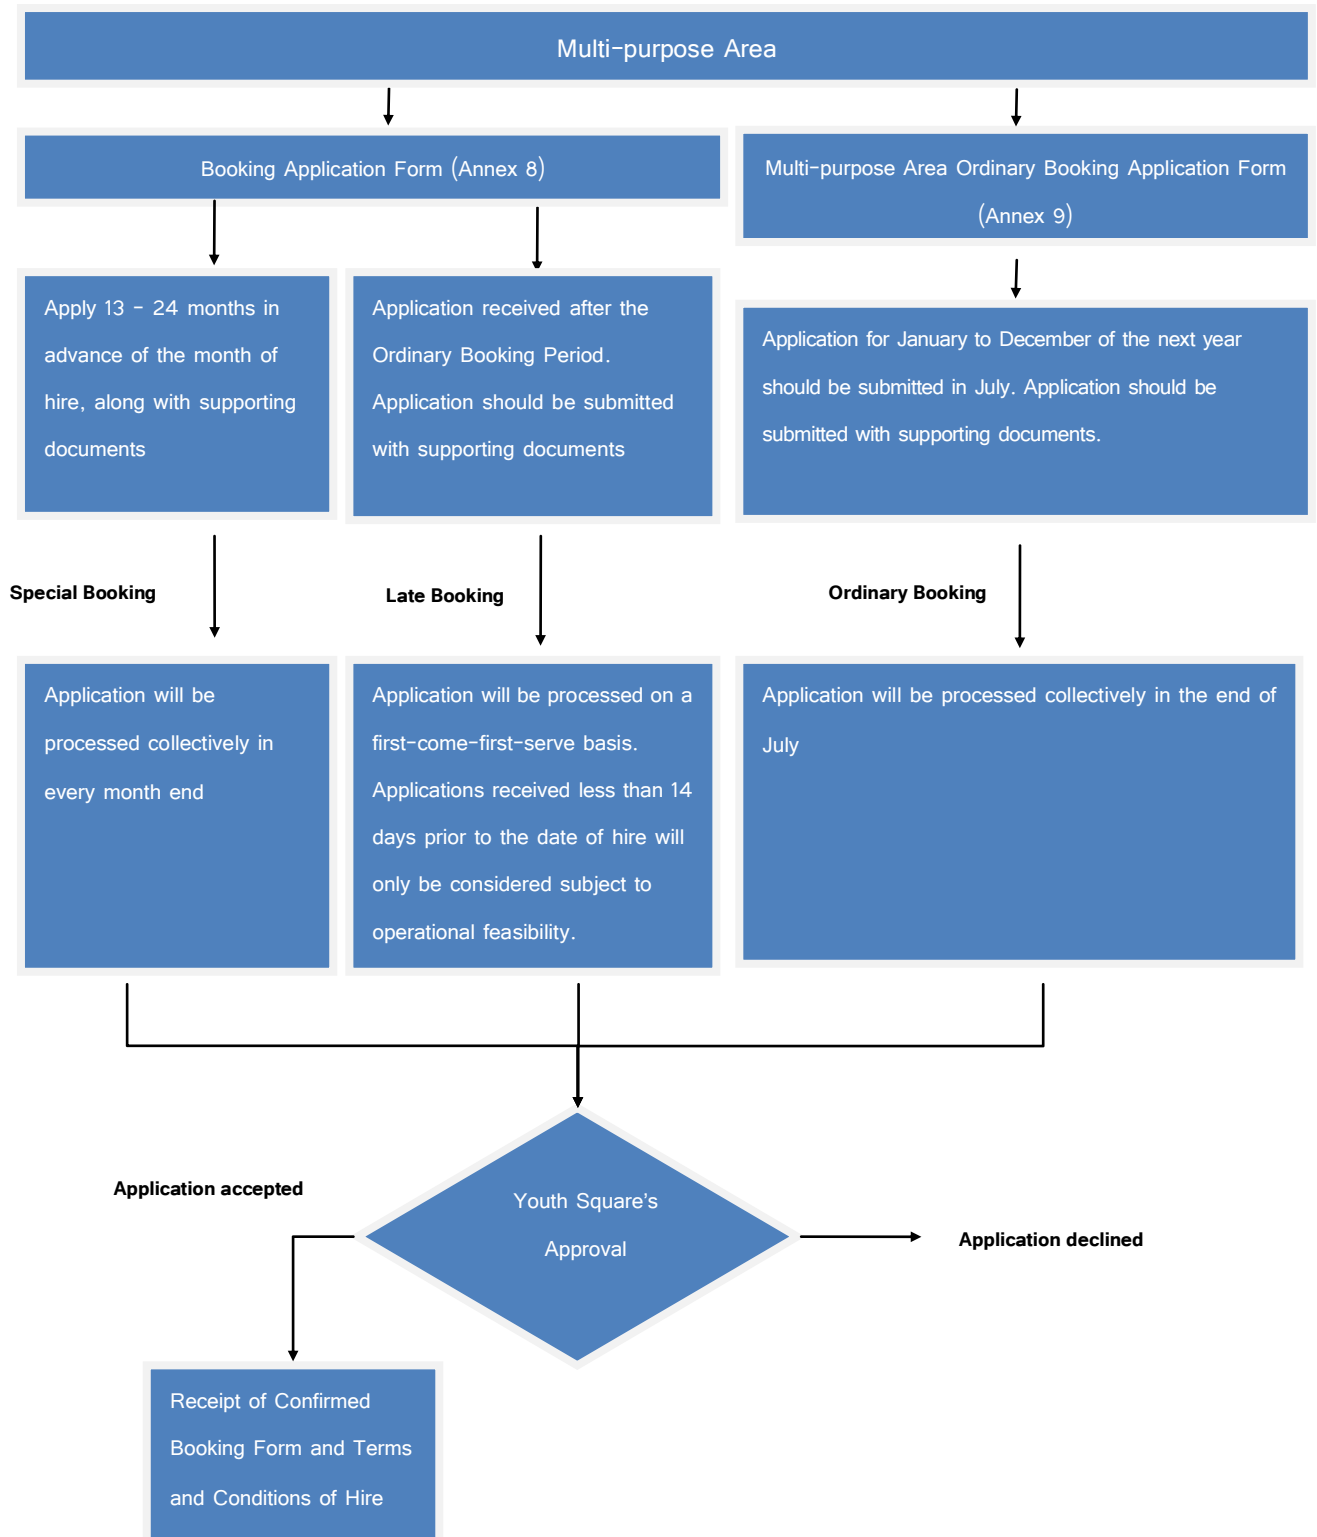 Multi-purpose Area
Booking Application Form (Annex 8)
Multi-purpose Area Ordinary Booking Application Form
(Annex 9)
Apply 13 - 24 months in
advance of the month of
hire, along with supporting
documents
Application received after the
Ordinary Booking Period.
Application should be submitted
with supporting documents
Application for January to December of the next year
should be submitted in July. Application should be
submitted with supporting documents.
Special Booking
Late Booking
Ordinary Booking
Application will be
processed collectively in
every month end
Application will be processed on a
first-come-first-serve basis.
Applications received less than 14
days prior to the date of hire will
only be considered subject to
operational feasibility.
Application will be processed collectively in the end of
July
Application accepted
Youth Square's
Approval
Application declined
Receipt of Confirmed
Booking Form and Terms
and Conditions of Hire